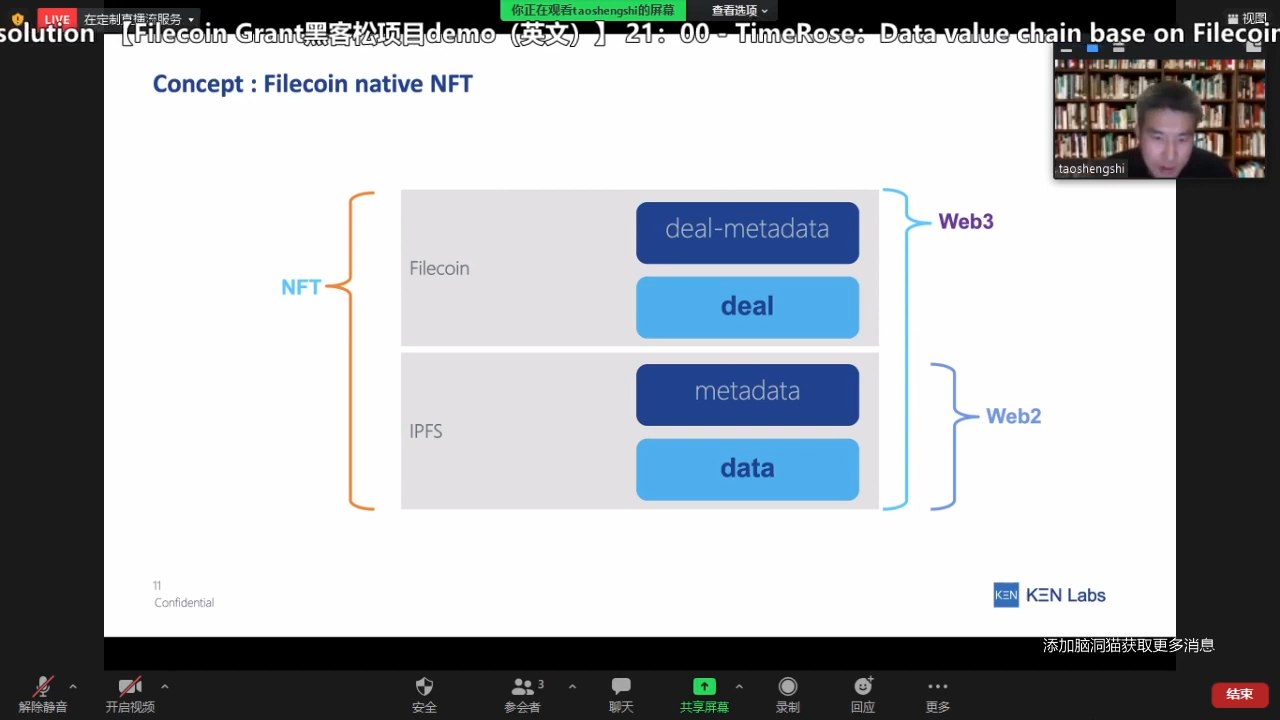 LIVE 在定制直播流服务
你正在观看taoshengshi的屏幕 查看选项
视图
solution 【Filecoin Grant黑客松项目demo（英文）】 21：00 - TimeRose：Data value chain base on Filecoin
Concept : Filecoin native NFT
taoshengshi
NFT
Filecoin
deal-metadata
deal
Web3
IPFS
metadata
data
Web2
11
Confidential
KΞN KΞN Labs
添加脑洞猫获取更多消息
解除静音
开启视频
安全
3
参会者
聊天
共享屏幕
录制
回应
更多
结束